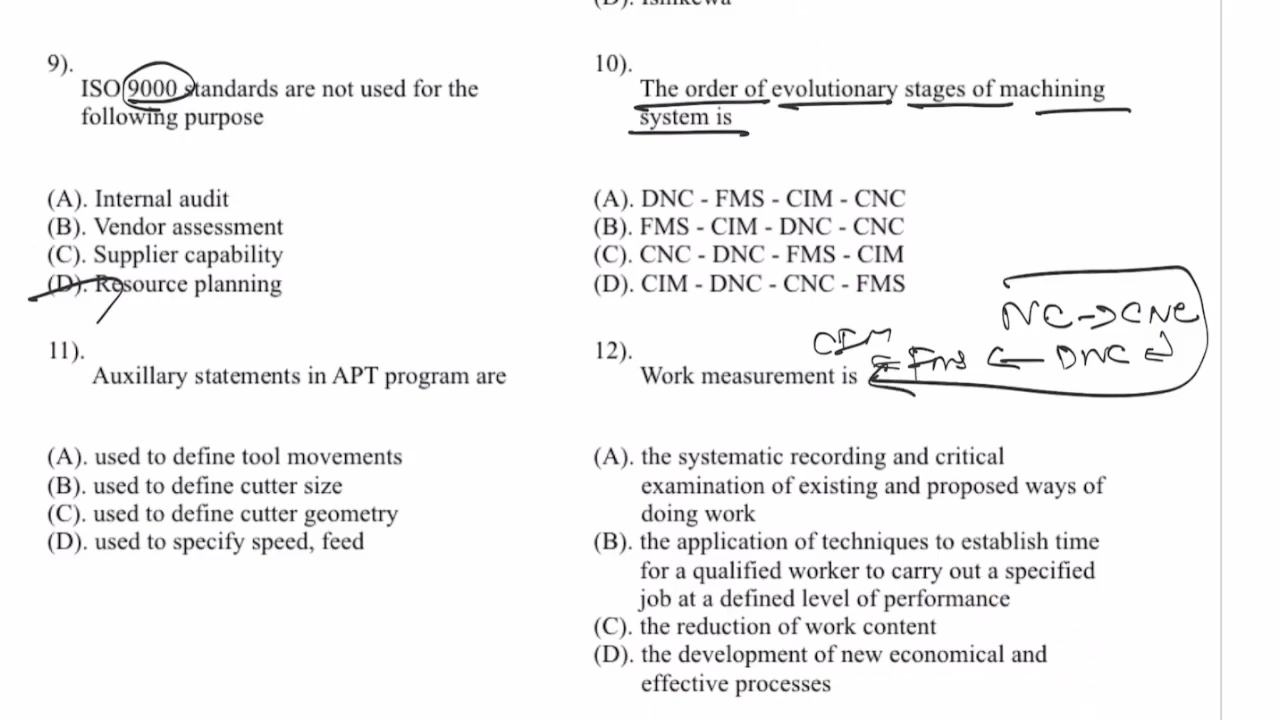 (D). Ishikewa
9).
ISO 9000 standards are not used for the
following purpose
(A). Internal audit
(B). Vendor assessment
(C). Supplier capability
(D). Resource planning
10).
The order of evolutionary stages of machining
system is
(A). DNC - FMS - CIM - CNC
(B). FMS - CIM - DNC - CNC
(C). CNC - DNC - FMS - CIM
(D). CIM - DNC - CNC - FMS
NC → CNC
CIM ← FMS ← DNC ↵
11).
Auxillary statements in APT program are
(A). used to define tool movements
(B). used to define cutter size
(C). used to define cutter geometry
(D). used to specify speed, feed
12).
Work measurement is
(A). the systematic recording and critical
examination of existing and proposed ways of
doing work
(B). the application of techniques to establish time
for a qualified worker to carry out a specified
job at a defined level of performance
(C). the reduction of work content
(D). the development of new economical and
effective processes